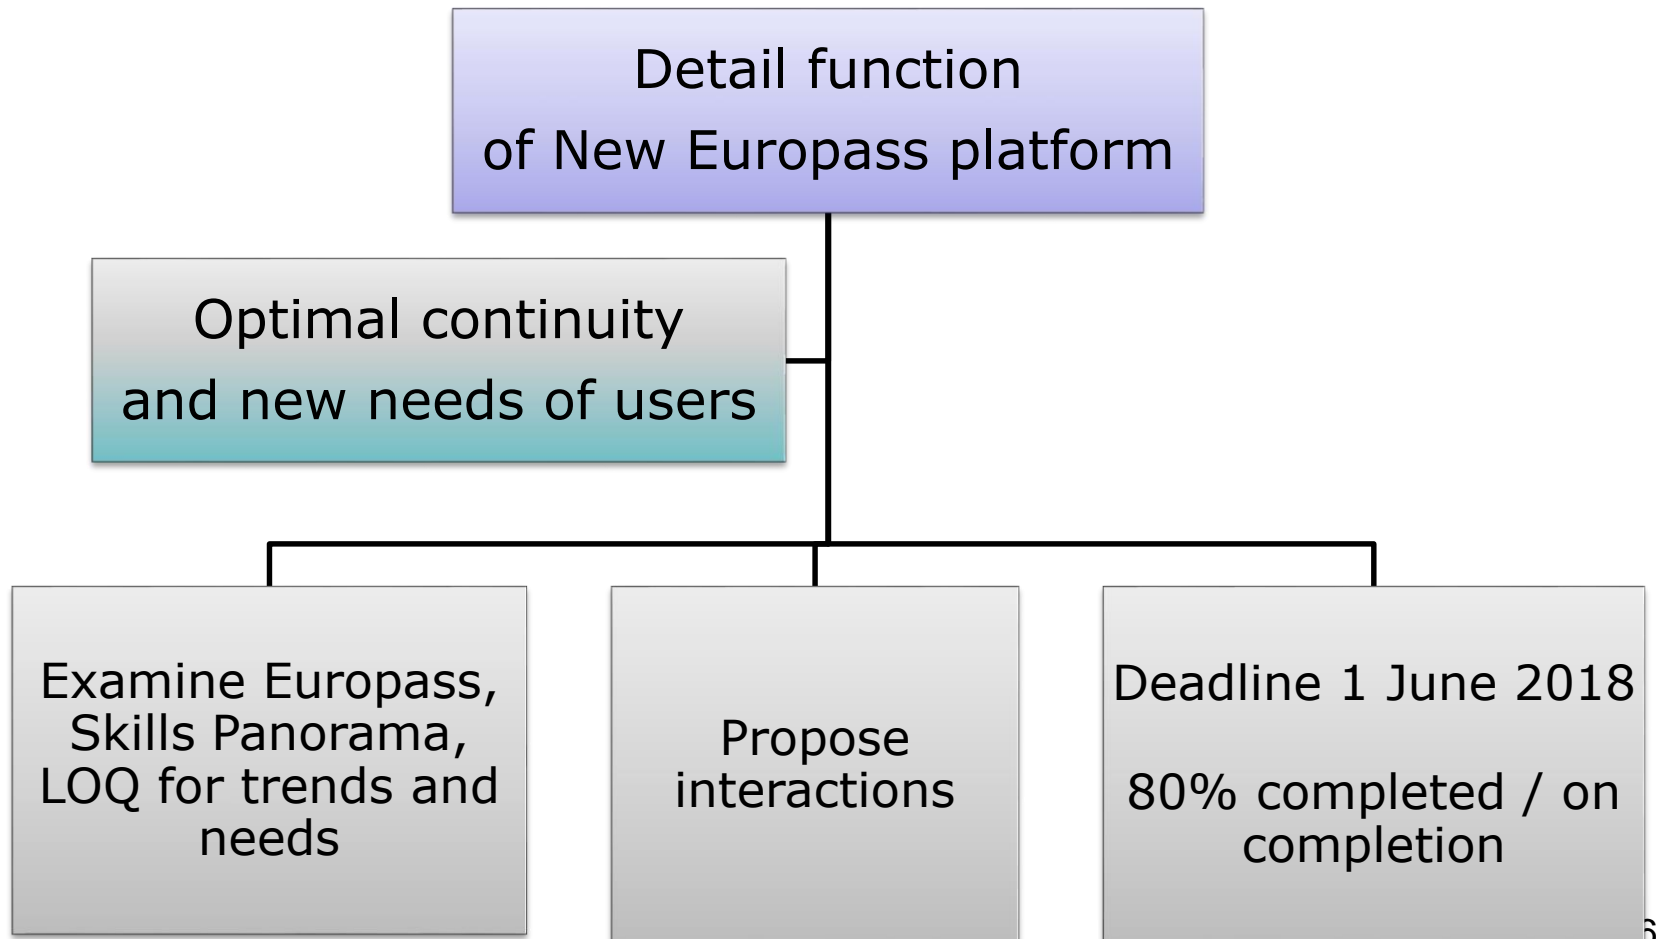 Detail function
of New Europass platform
Optimal continuity
and new needs of users
Examine Europass,
Skills Panorama,
LOQ for trends and
needs
Propose
interactions
Deadline 1 June 2018
80% completed / on
completion